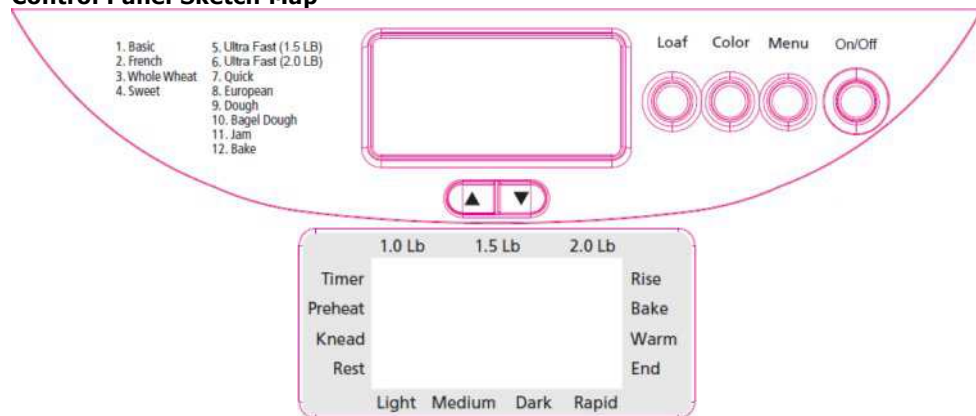 Control Panel Sketch Map
1. Basic
2. French
3. Whole Wheat
4. Sweet
5. Ultra Fast (1.5 LB)
6. Ultra Fast (2.0 LB)
7. Quick
8. European
9. Dough
10. Bagel Dough
11. Jam
12. Bake
Loaf Color Menu On/Off
1.0 Lb 1.5 Lb 2.0 Lb
Timer
Preheat
Knead
Rest
Rise
Bake
Warm
End
Light Medium Dark Rapid